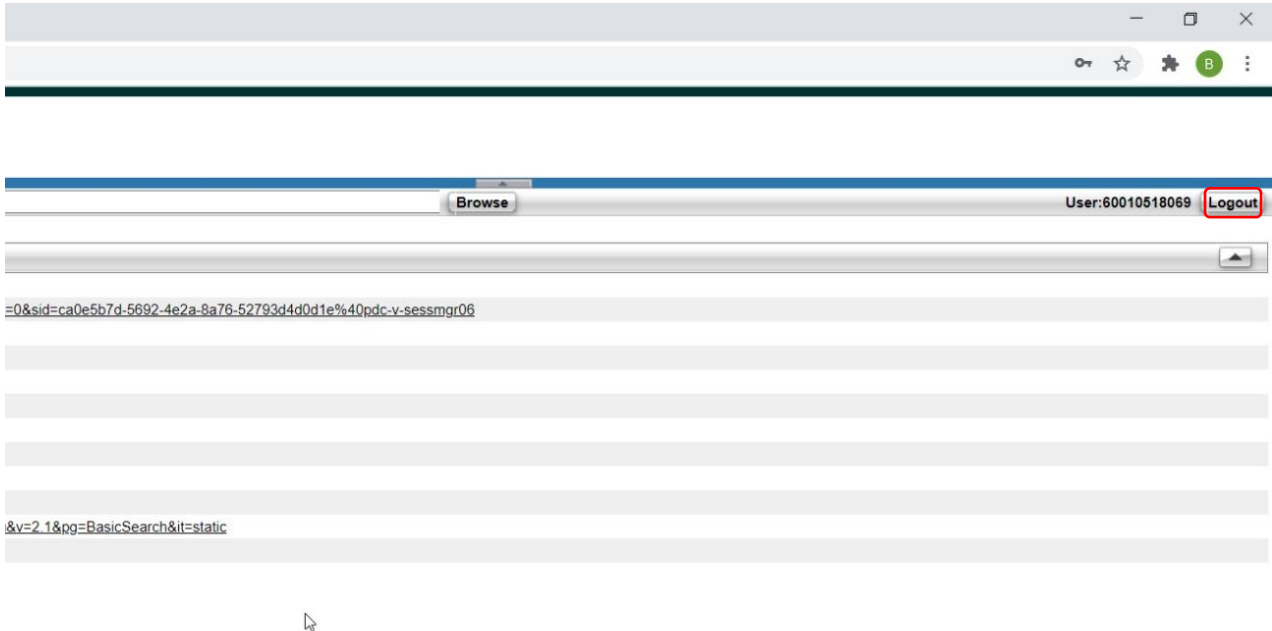 B
Browse
User:60010518069 Logout
=0&sid=ca0e5b7d-5692-4e2a-8a76-52793d4d0d1e%40pdc-v-sessmgr06
&v=2.1&pg=BasicSearch&it=static